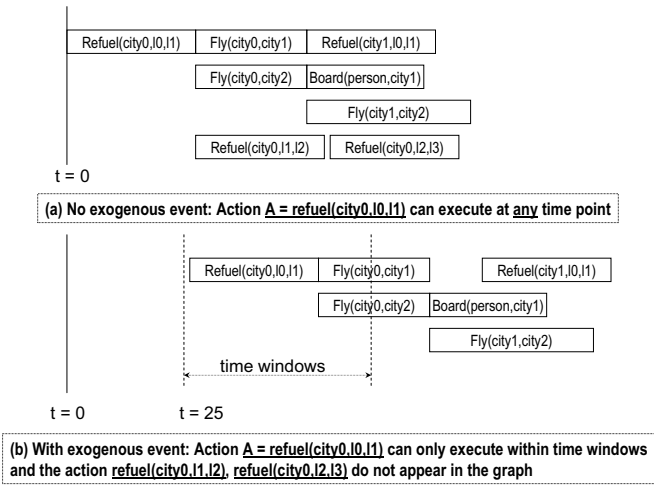 Refuel(city0,l0,l1) Fly(city0,city1) Refuel(city1,l0,l1)
Fly(city0,city2) Board(person,city1)
Fly(city1,city2)
Refuel(city0,l1,l2) Refuel(city0,l2,l3)
t = 0
(a) No exogenous event: Action A = refuel(city0,l0,l1) can execute at any time point
Refuel(city0,l0,l1) Fly(city0,city1) Refuel(city1,l0,l1)
Fly(city0,city2) Board(person,city1)
Fly(city1,city2)
time windows
t = 0 t = 25
(b) With exogenous event: Action A = refuel(city0,l0,l1) can only execute within time windows
and the action refuel(city0,l1,l2), refuel(city0,l2,l3) do not appear in the graph